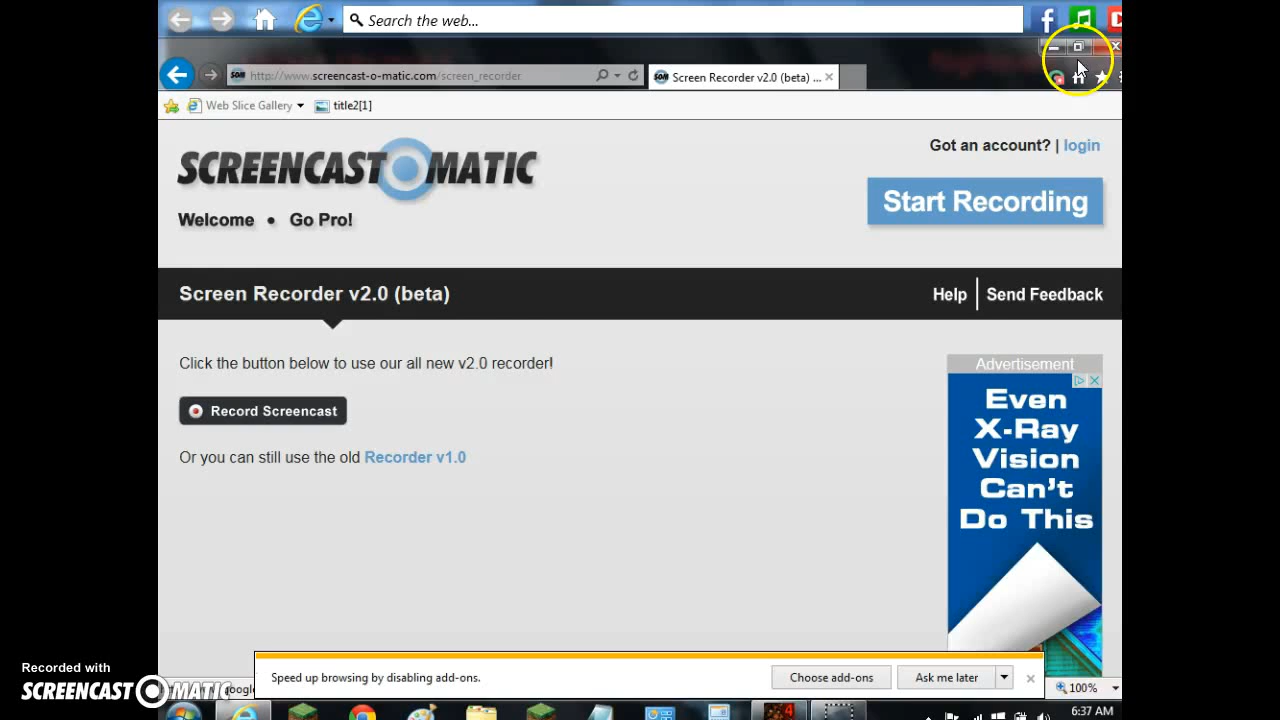 Search the web...
http://www.screencast-o-matic.com/screen_recorder
Screen Recorder v2.0 (beta) ...
Web Slice Gallery
title2[1]
SCREENCAST-O-MATIC
Got an account? | login
Start Recording
Welcome • Go Pro!
Screen Recorder v2.0 (beta)
Help
Send Feedback
Click the button below to use our all new v2.0 recorder!
Record Screencast
Or you can still use the old Recorder v1.0
Advertisement
Even
X-Ray
Vision
Can't
Do This
Speed up browsing by disabling add-ons.
Choose add-ons
Ask me later
100%
Recorded with
SCREENCAST-O-MATIC
6:37 AM